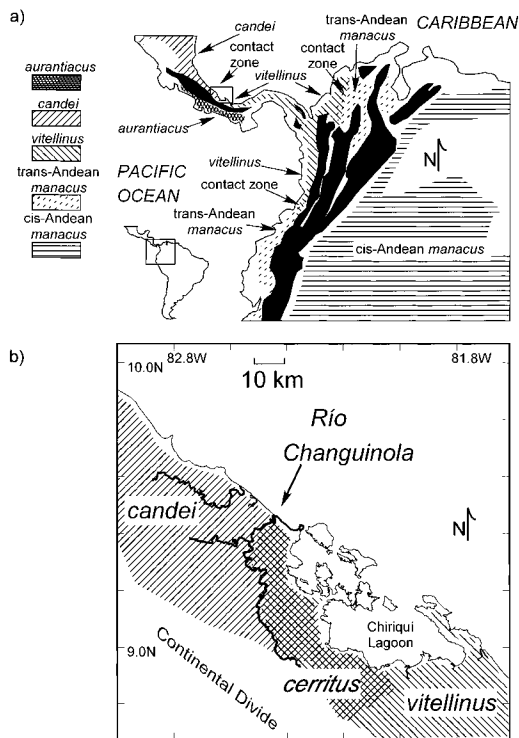 a)
candei
contact
zone
vitellinus
contact
zone
trans-Andean
manacus
CARIBBEAN
aurantiacus
candei
vitellinus
trans-Andean
manacus
cis-Andean
manacus
aurantiacus
PACIFIC
OCEAN
vitellinus
contact zone
trans-Andean
manacus
N
cis-Andean manacus
b)
10.0N
82.8W
81.8W
10 km
Río
Changuinola
candei
N
Chiriqui
Lagoon
9.0N
Continental Divide
cerritus
vitellinus